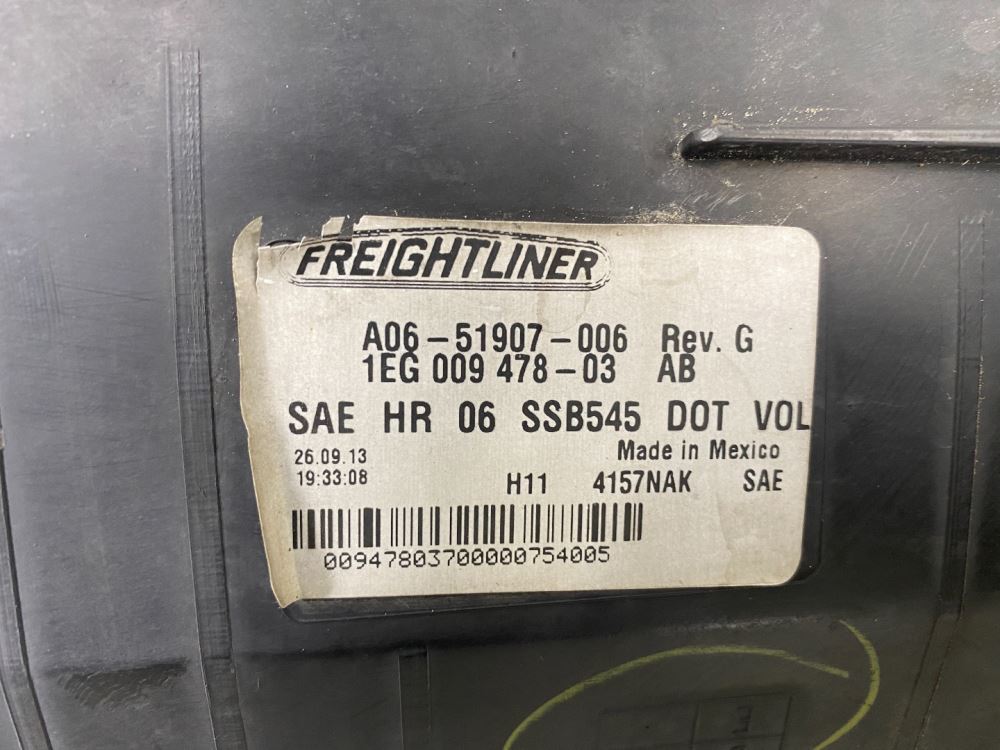 FREIGHTLINER
A06-51907-006 Rev. G
1EG 009 478-03 AB
SAE HR 06 SSB545 DOT VOL
26.09.13 Made in Mexico
19:33:08 H11 4157NAK SAE
00947803700000754005